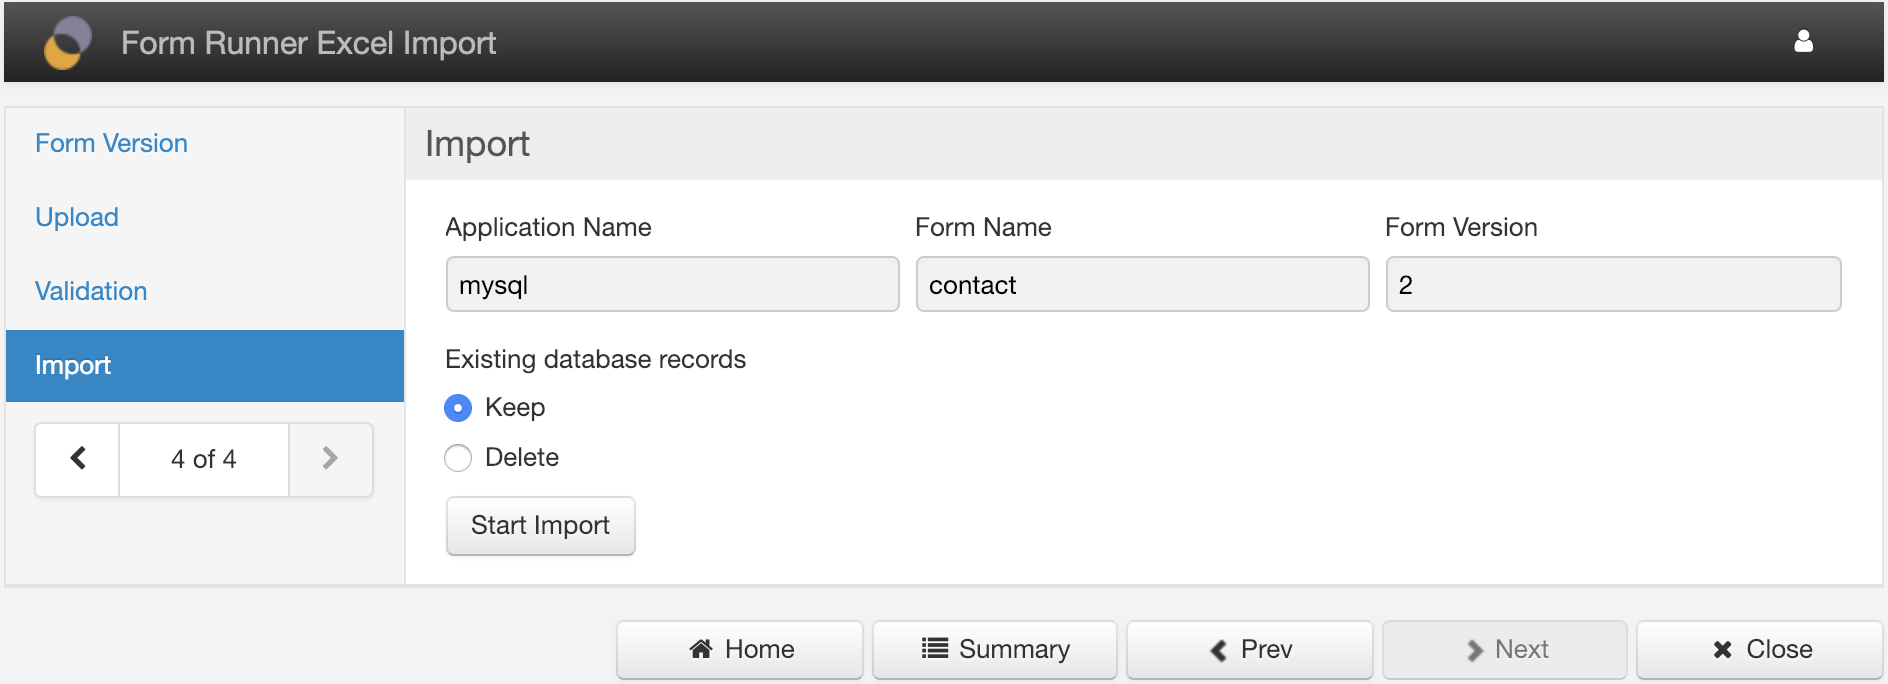 Form Runner Excel Import
Form Version
Upload
Validation
Import
4 of 4
Import
Application Name Form Name Form Version
mysql contact 2
Existing database records
Keep
Delete
Start Import
Home Summary Prev Next Close